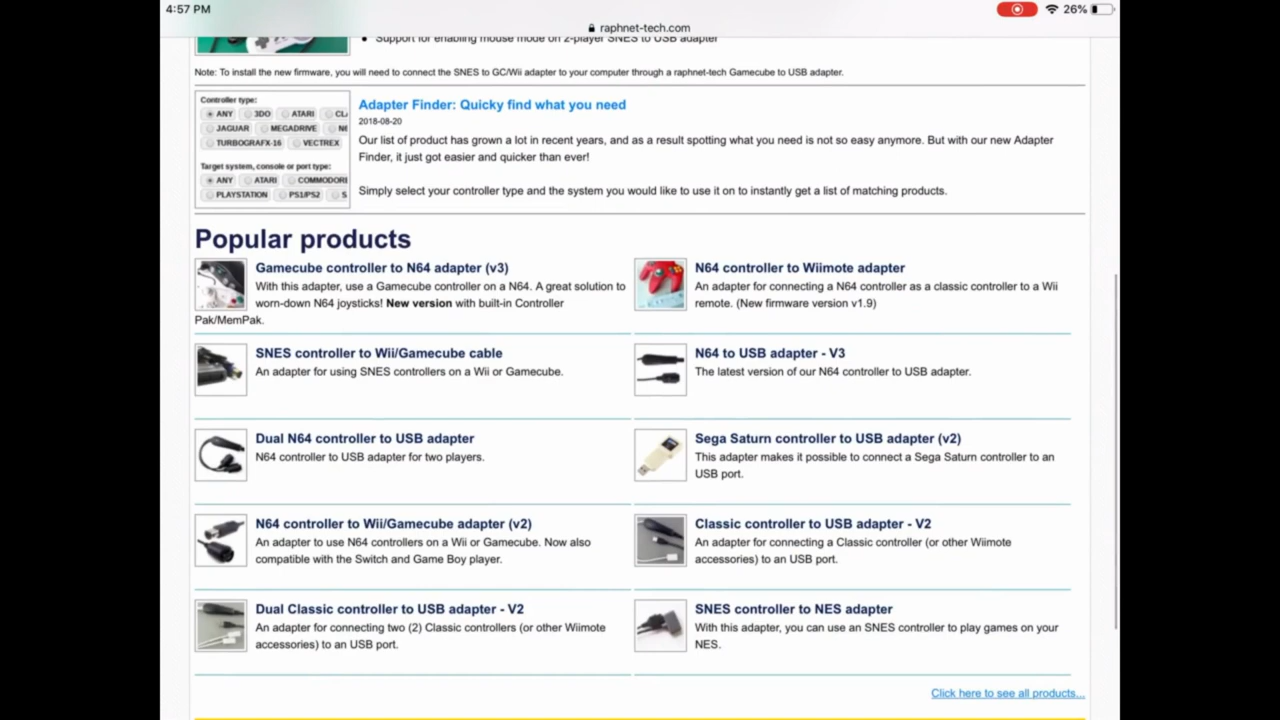 4:57 PM
26%
raphnet-tech.com
Support for enabling mouse mode on 2-player SNES to USB adapter
Note: To install the new firmware, you will need to connect the SNES to GC/Wii adapter to your computer through a raphnet-tech Gamecube to USB adapter.
Controller type:
ANY 3DO ATARI CL
JAGUAR MEGADRIVE
TURBOGRAFX-16 VECTREX
Target system, console or port type:
ANY ATARI COMMODORE
PLAYSTATION PS1/PS2 S
Adapter Finder: Quicky find what you need
2018-08-20
Our list of product has grown a lot in recent years, and as a result spotting what you need is not so easy anymore. But with our new Adapter
Finder, it just got easier and quicker than ever!
Simply select your controller type and the system you would like to use it on to instantly get a list of matching products.
Popular products
Gamecube controller to N64 adapter (v3)
With this adapter, use a Gamecube controller on a N64. A great solution to
worn-down N64 joysticks! New version with built-in Controller
Pak/MemPak.
N64 controller to Wiimote adapter
An adapter for connecting a N64 controller as a classic controller to a Wii
remote. (New firmware version v1.9)
SNES controller to Wii/Gamecube cable
An adapter for using SNES controllers on a Wii or Gamecube.
N64 to USB adapter - V3
The latest version of our N64 controller to USB adapter.
Dual N64 controller to USB adapter
N64 controller to USB adapter for two players.
Sega Saturn controller to USB adapter (v2)
This adapter makes it possible to connect a Sega Saturn controller to an
USB port.
N64 controller to Wii/Gamecube adapter (v2)
An adapter to use N64 controllers on a Wii or Gamecube. Now also
compatible with the Switch and Game Boy player.
Classic controller to USB adapter - V2
An adapter for connecting a Classic controller (or other Wiimote
accessories) to an USB port.
Dual Classic controller to USB adapter - V2
An adapter for connecting two (2) Classic controllers (or other Wiimote
accessories) to an USB port.
SNES controller to NES adapter
With this adapter, you can use an SNES controller to play games on your
NES.
Click here to see all products...